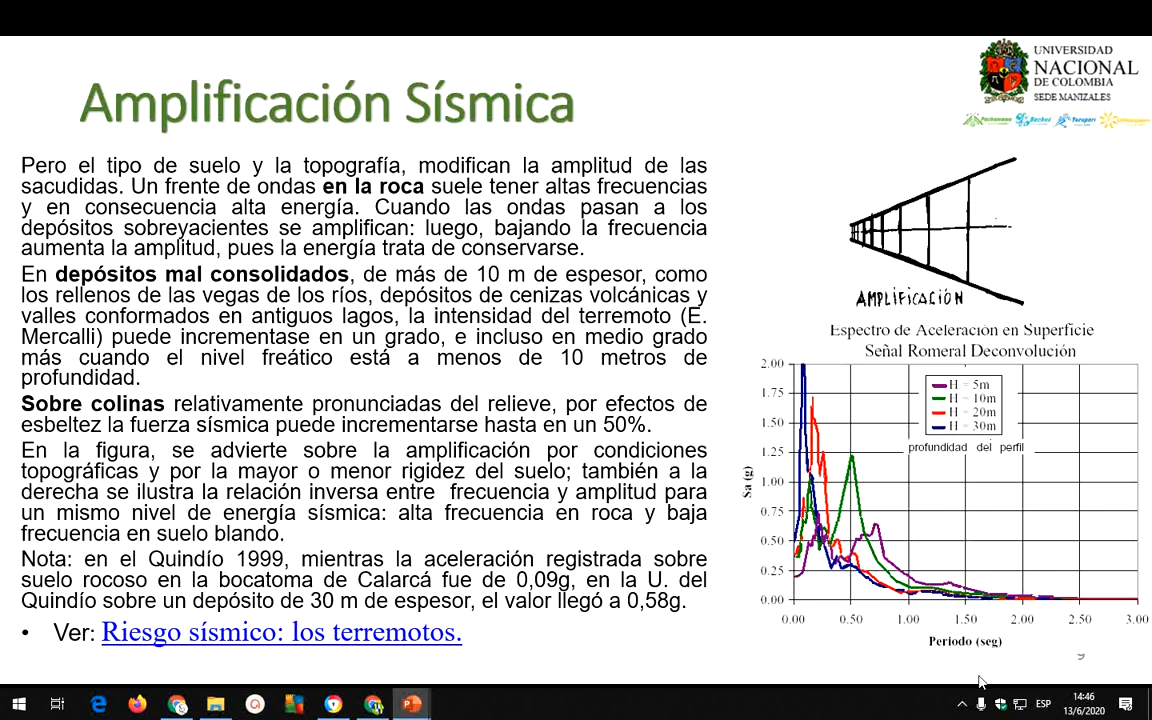 UNIVERSIDAD
NACIONAL
DE COLOMBIA
SEDE MANIZALES
Amplificación Sísmica
Pero el tipo de suelo y la topografía, modifican la amplitud de las
sacudidas. Un frente de ondas en la roca suele tener altas frecuencias
y en consecuencia alta energía. Cuando las ondas pasan a los
depósitos sobreyacientes se amplifican: luego, bajando la frecuencia
aumenta la amplitud, pues la energía trata de conservarse.
En depósitos mal consolidados, de más de 10 m de espesor, como
los rellenos de las vegas de los ríos, depósitos de cenizas volcánicas y
valles conformados en antiguos lagos, la intensidad del terremoto (E.
Mercalli) puede incrementase en un grado, e incluso en medio grado
más cuando el nivel freático está a menos de 10 metros de
profundidad.
Sobre colinas relativamente pronunciadas del relieve, por efectos de
esbeltez la fuerza sísmica puede incrementarse hasta en un 50%.
En la figura, se advierte sobre la amplificación por condiciones
topográficas y por la mayor o menor rigidez del suelo; también a la
derecha se ilustra la relación inversa entre frecuencia y amplitud para
un mismo nivel de energía sísmica: alta frecuencia en roca y baja
frecuencia en suelo blando.
Nota: en el Quindío 1999, mientras la aceleración registrada sobre
suelo rocoso en la bocatoma de Calarcá fue de 0,09g, en la U. del
Quindío sobre un depósito de 30 m de espesor, el valor llegó a 0,58g.
• Ver: Riesgo sísmico: los terremotos.
AMPLIFICACIÓN
Espectro de Aceleración en Superficie
Señal Romeral Deconvolución
2.00
1.75
1.50
1.25
1.00
0.75
0.50
0.25
0.00
Sa (g)
H = 5m
H = 10m
H = 20m
H = 30m
profundidad del perfil
0.00 0.50 1.00 1.50 2.00 2.50 3.00
Periodo (seg)
9
ESP
14:46
13/6/2020